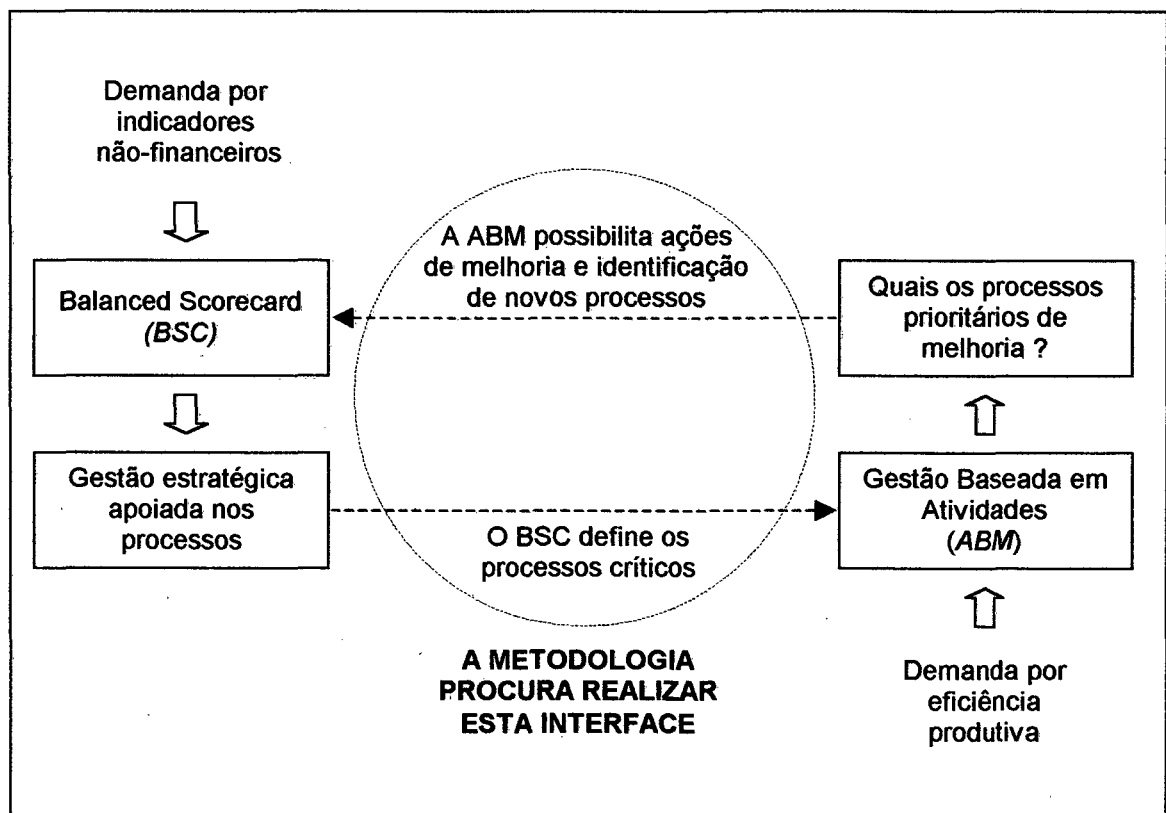 Demanda por
indicadores
não-financeiros
Balanced Scorecard
(BSC)
Gestão estratégica
apoiada nos
processos
A ABM possibilita ações
de melhoria e identificação
de novos processos
O BSC define os
processos críticos
A METODOLOGIA
PROCURA REALIZAR
ESTA INTERFACE
Quais os processos
prioritários de
melhoria ?
Gestão Baseada em
Atividades
(ABM)
Demanda por
eficiência
produtiva